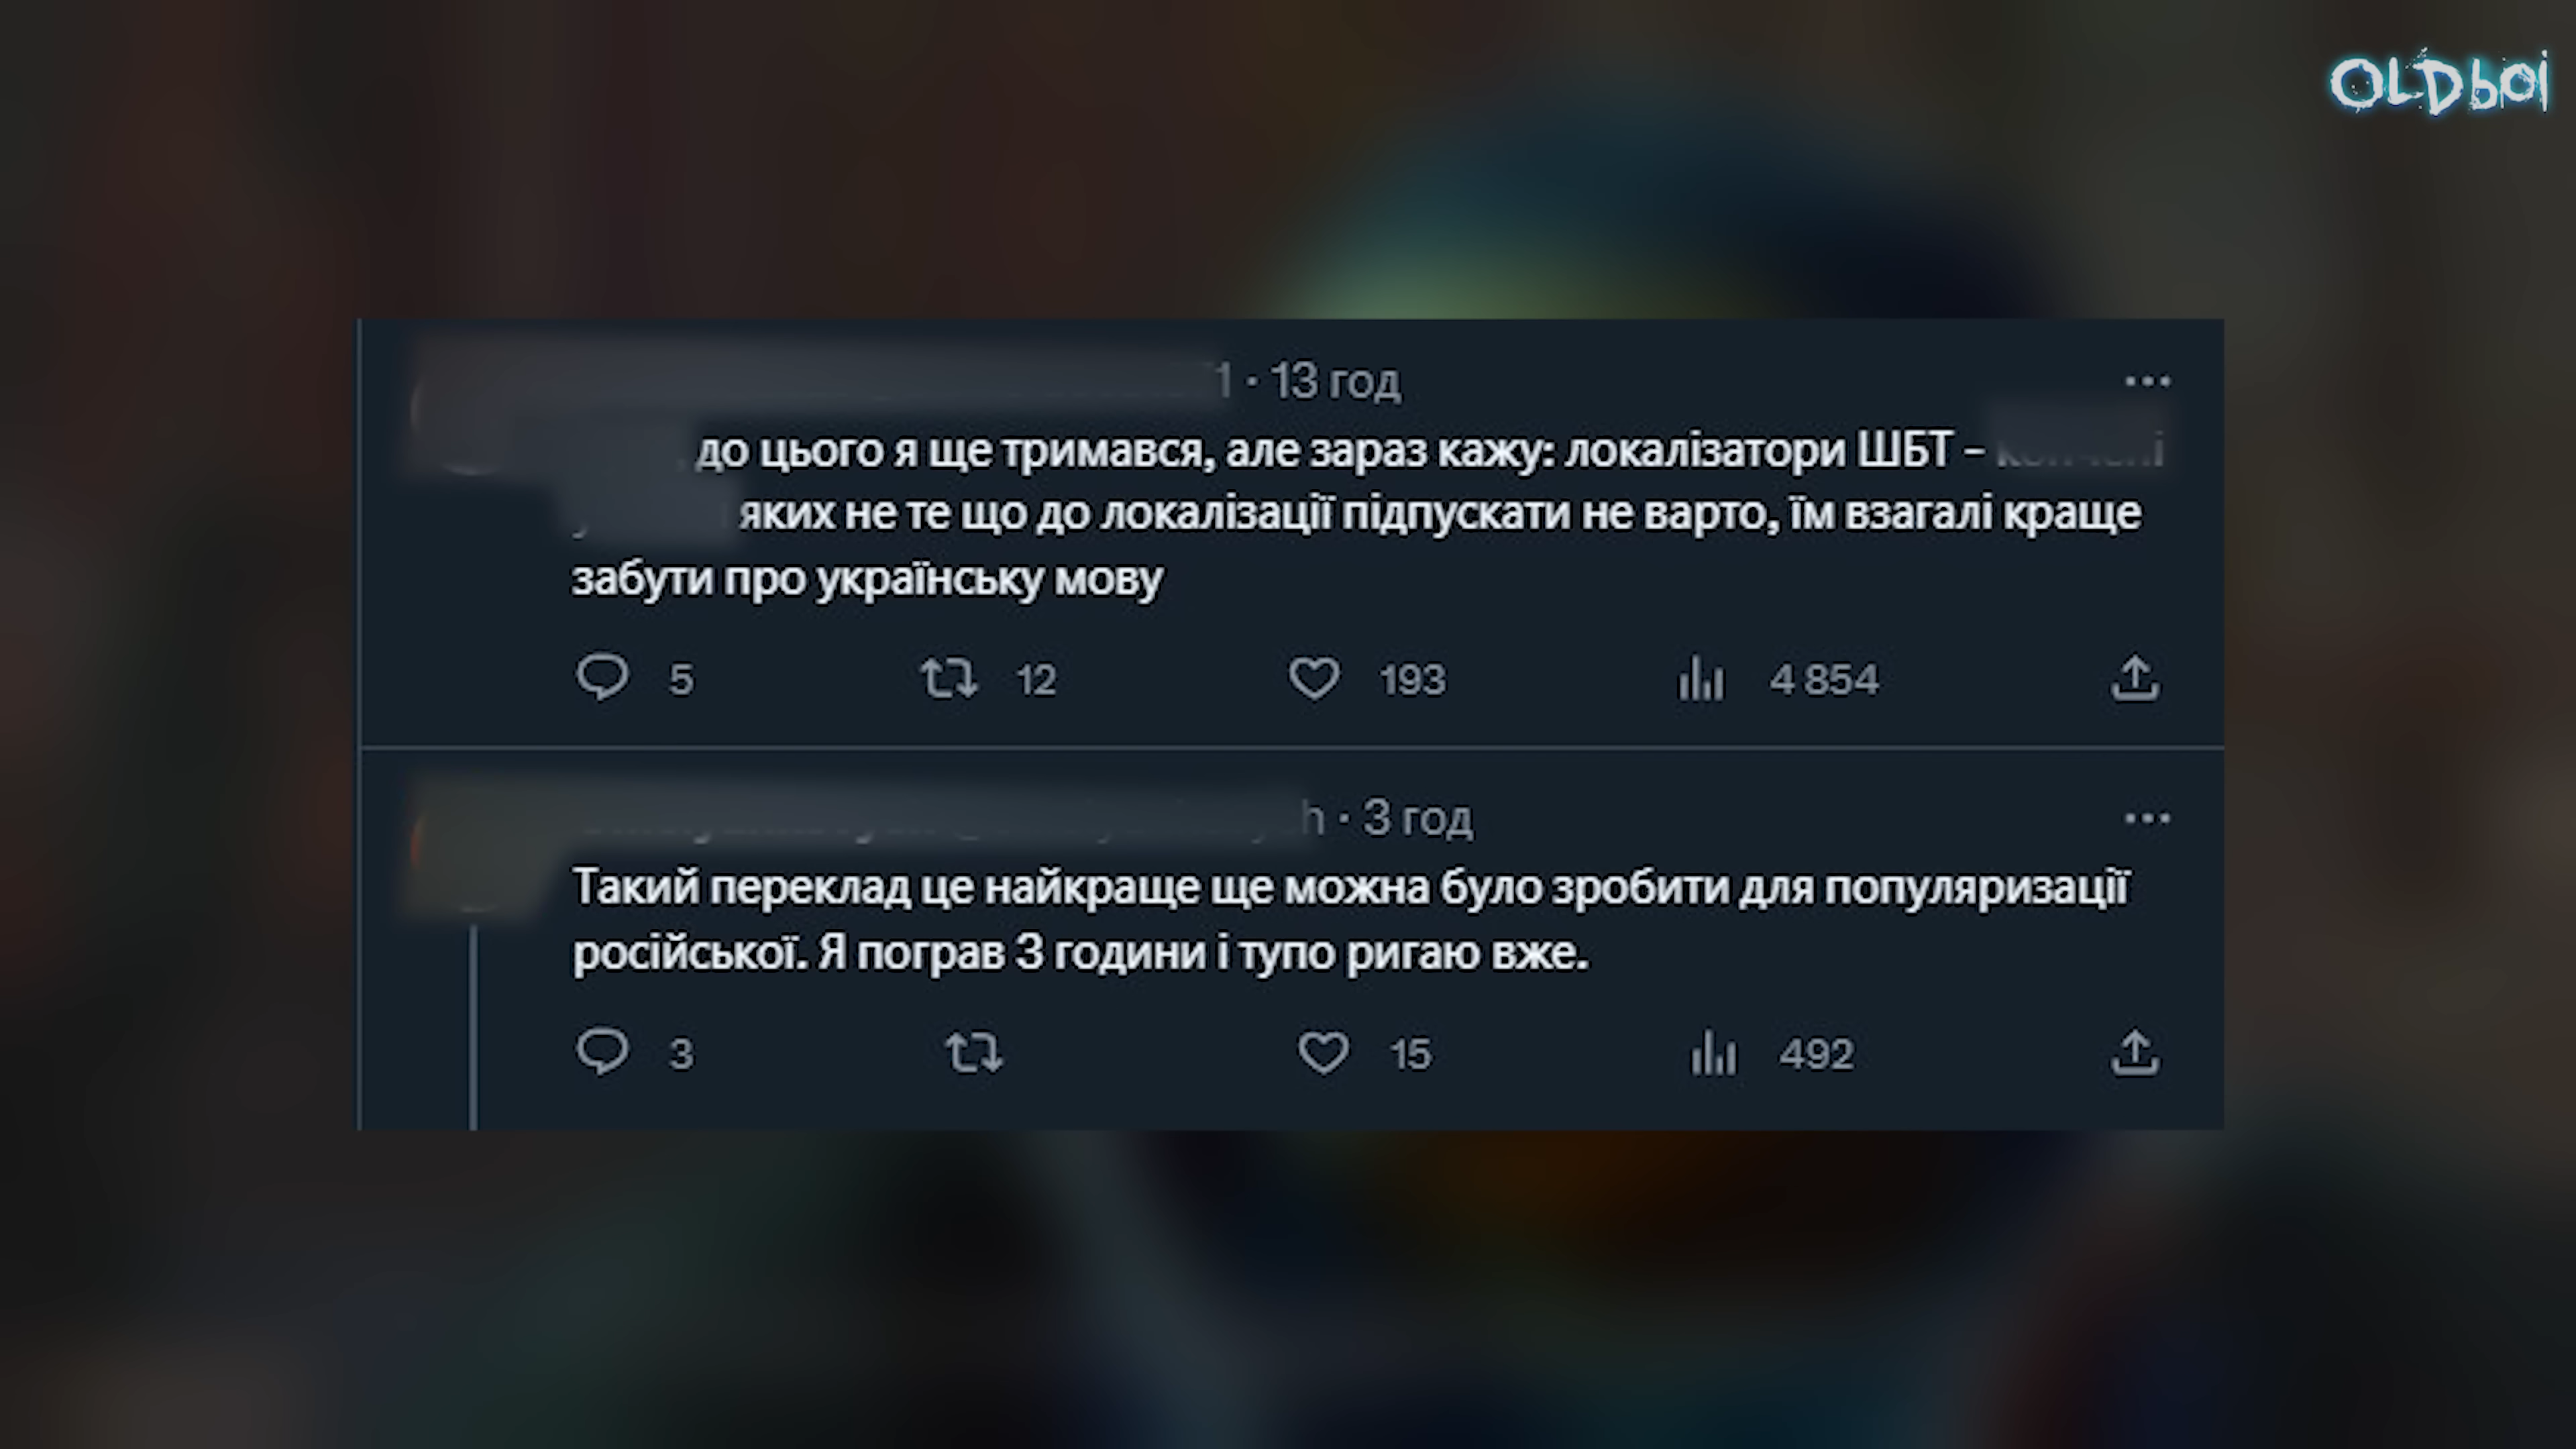 OLDboi
1 · 13 год
до цього я ще тримався, але зараз кажу: локалізатори ШБТ –
яких не те що до локалізації підпускати не варто, їм взагалі краще
забути про українську мову
5 12 193 4 854
h · 3 год
Такий переклад це найкраще ще можна було зробити для популяризації
російської. Я пограв 3 години і тупо ригаю вже.
3 15 492